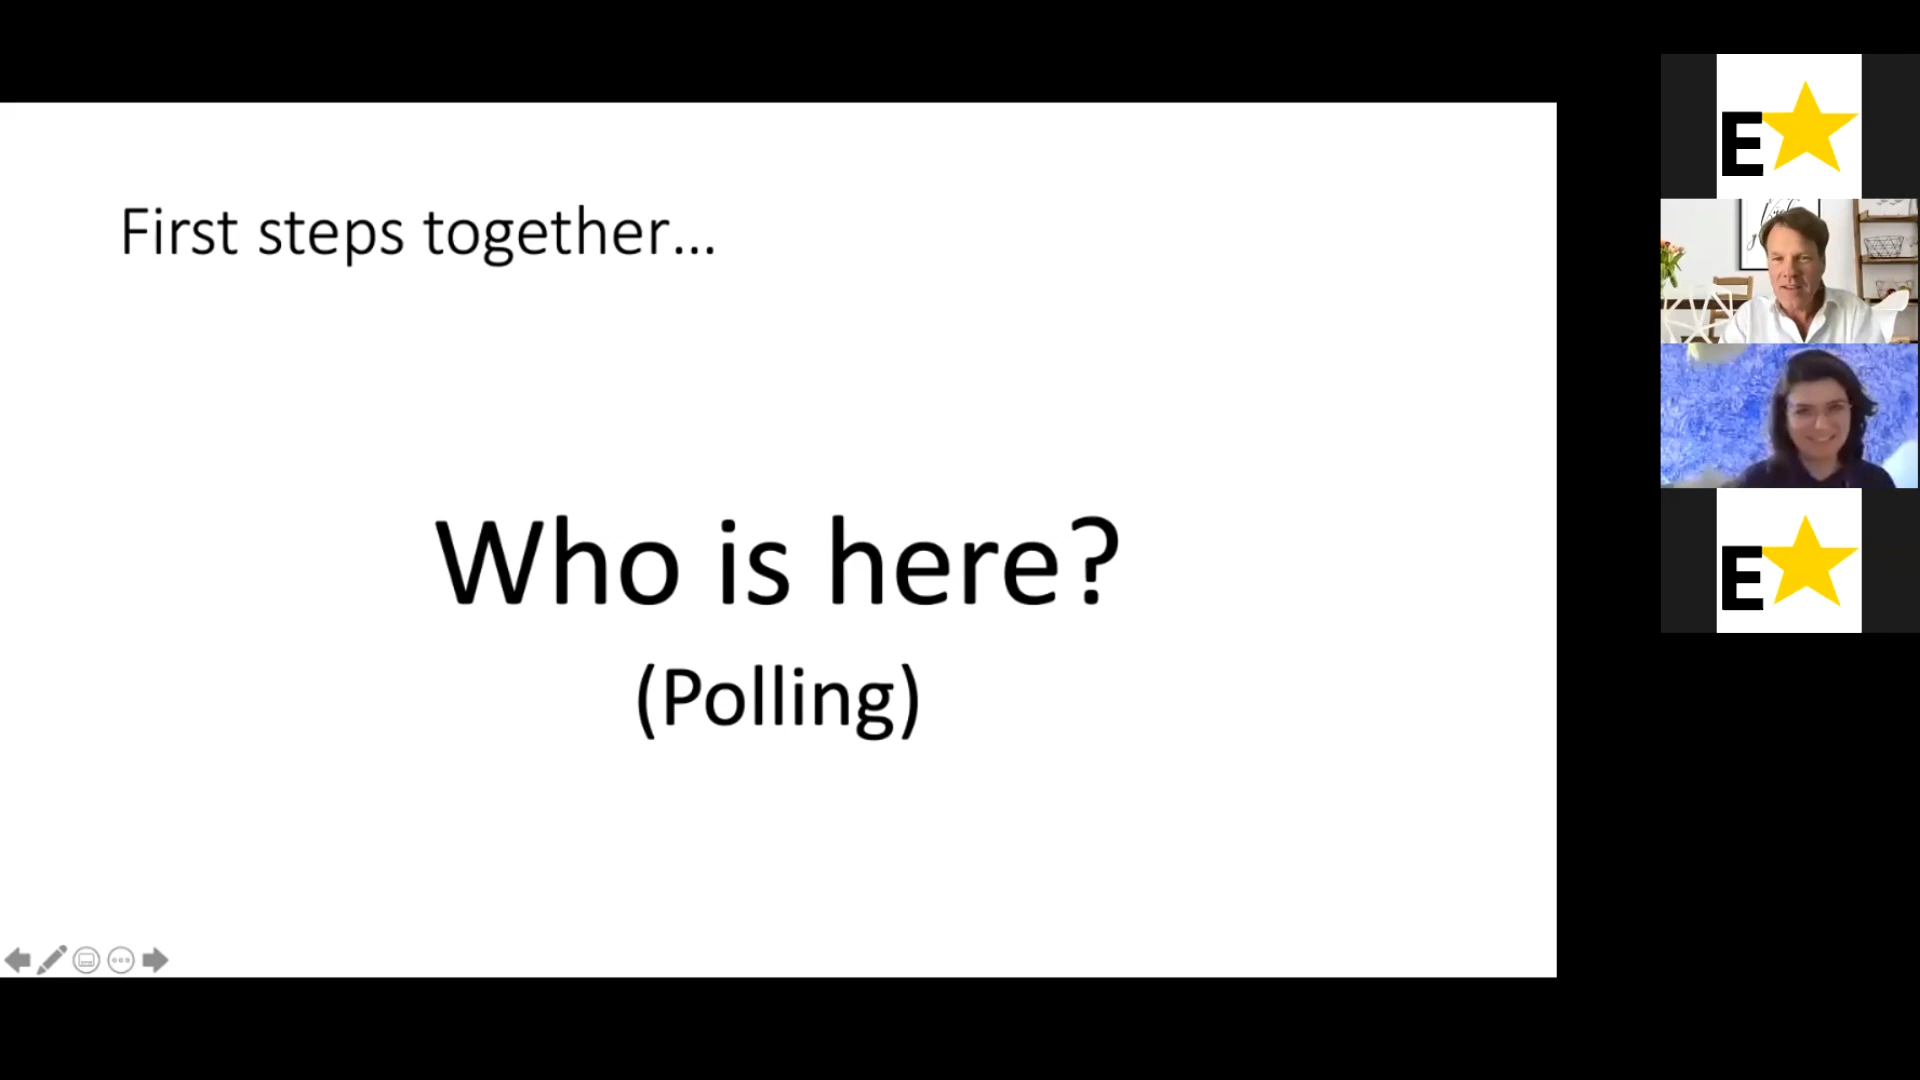 First steps together...
Who is here?
(Polling)
E
E